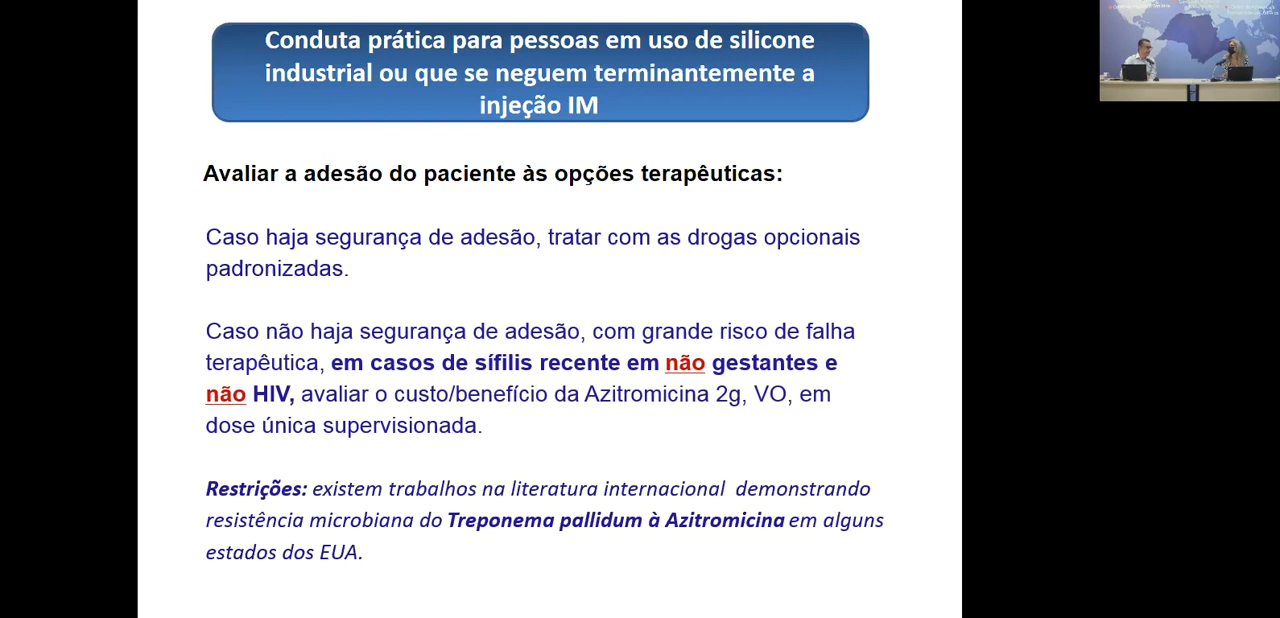 Conduta prática para pessoas em uso de silicone
industrial ou que se neguem terminantemente a
injeção IM
Avaliar a adesão do paciente às opções terapêuticas:
Caso haja segurança de adesão, tratar com as drogas opcionais
padronizadas.
Caso não haja segurança de adesão, com grande risco de falha
terapêutica, em casos de sífilis recente em não gestantes e
não HIV, avaliar o custo/benefício da Azitromicina 2g, VO, em
dose única supervisionada.
Restrições: existem trabalhos na literatura internacional demonstrando
resistência microbiana do Treponema pallidum à Azitromicina em alguns
estados dos EUA.